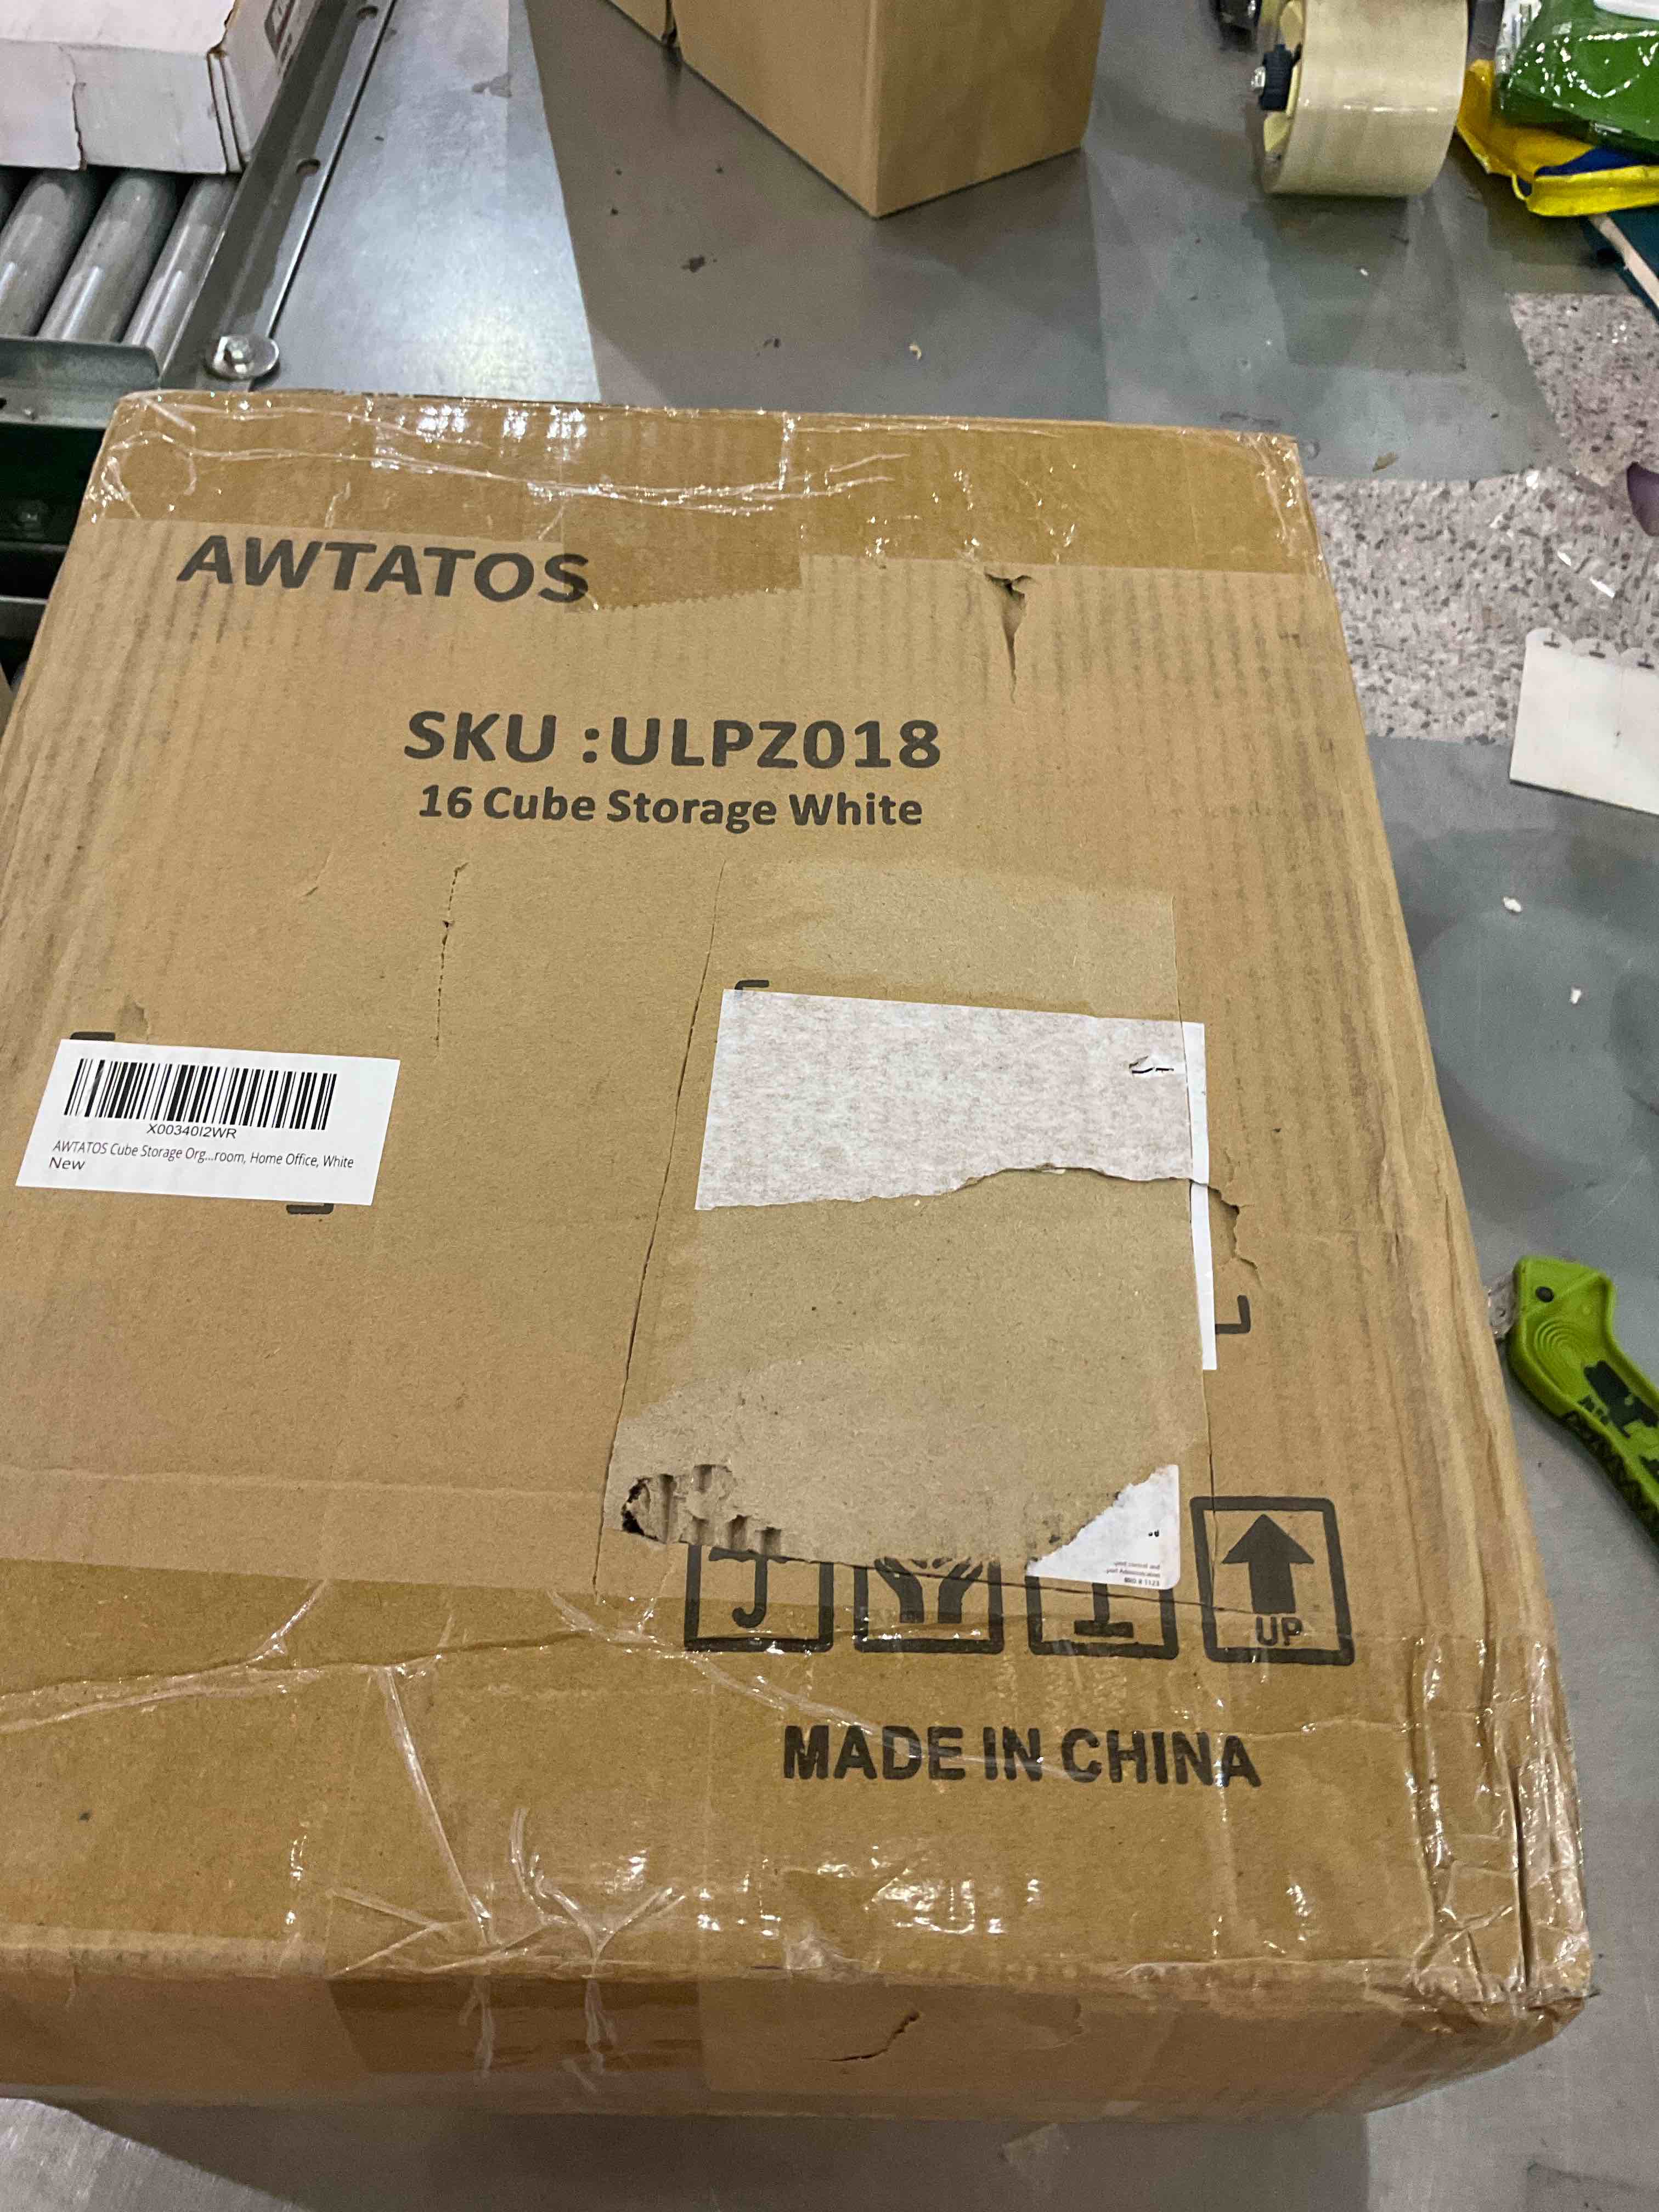 AWTATOS
SKU :ULPZ018
16 Cube Storage White
X00340I2WR
AWTATOS Cube Storage Org...room, Home Office, White
New
UP
MADE IN CHINA